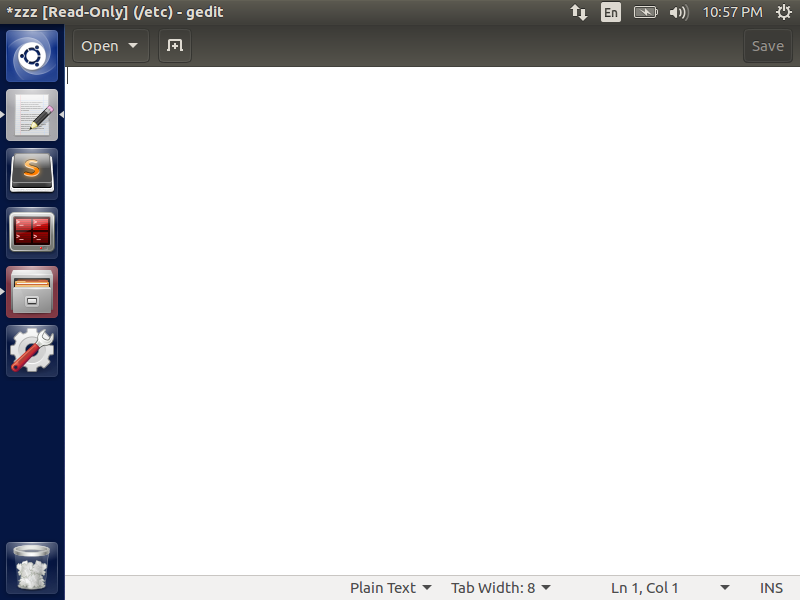 *zzz [Read-Only] (/etc) - gedit
En
10:57 PM
Open
Save
Plain Text
Tab Width: 8
Ln 1, Col 1
INS